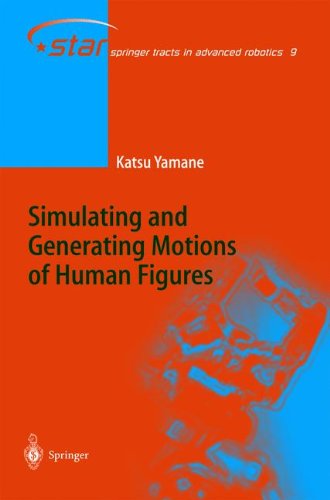 star
springer tracts in advanced robotics 9
Katsu Yamane
Simulating and
Generating Motions
of Human Figures
Springer